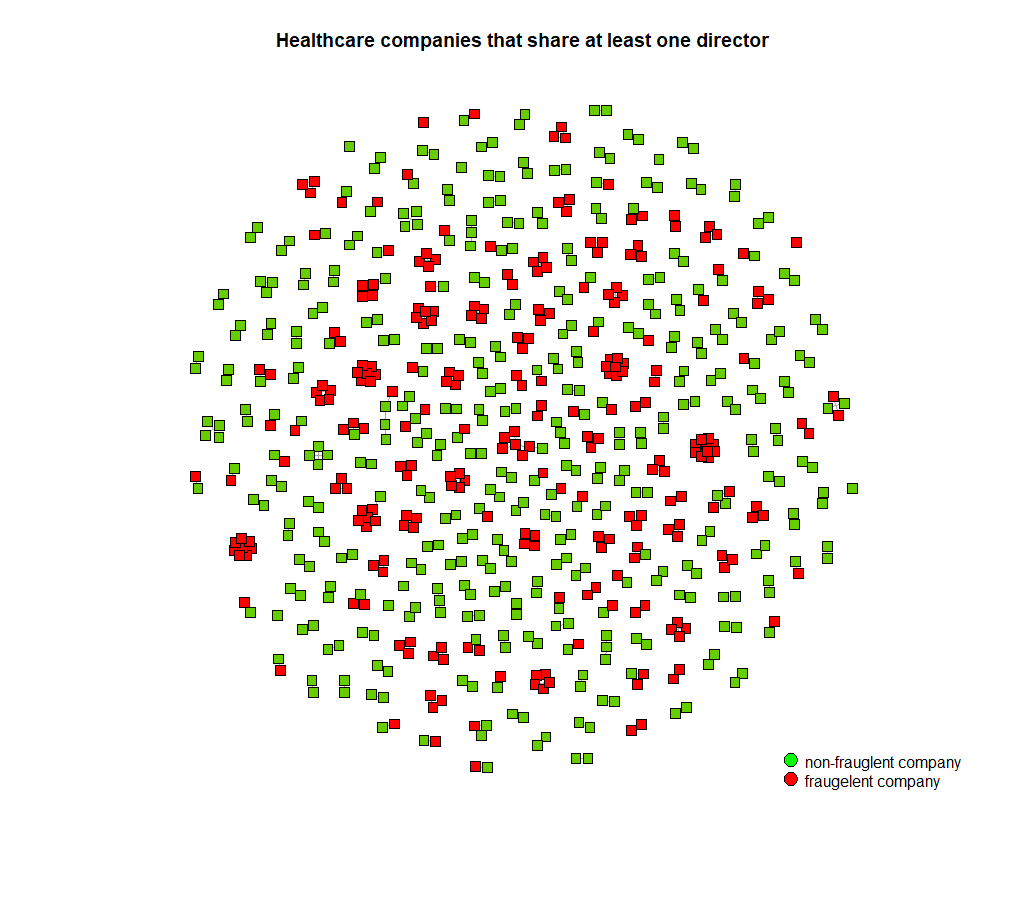 Healthcare companies that share at least one director
non-frauglent company
fraugelent company